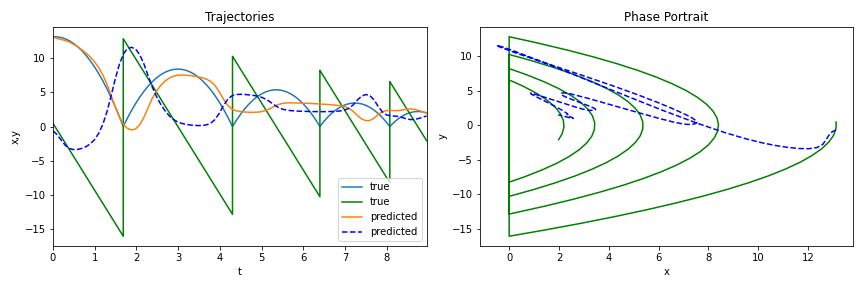 Trajectories
10
5
0
−5
−10
−15
x,y
0 1 2 3 4 5 6 7 8
t
true
true
predicted
predicted
Phase Portrait
10
5
0
−5
−10
−15
y
0 2 4 6 8 10 12
x